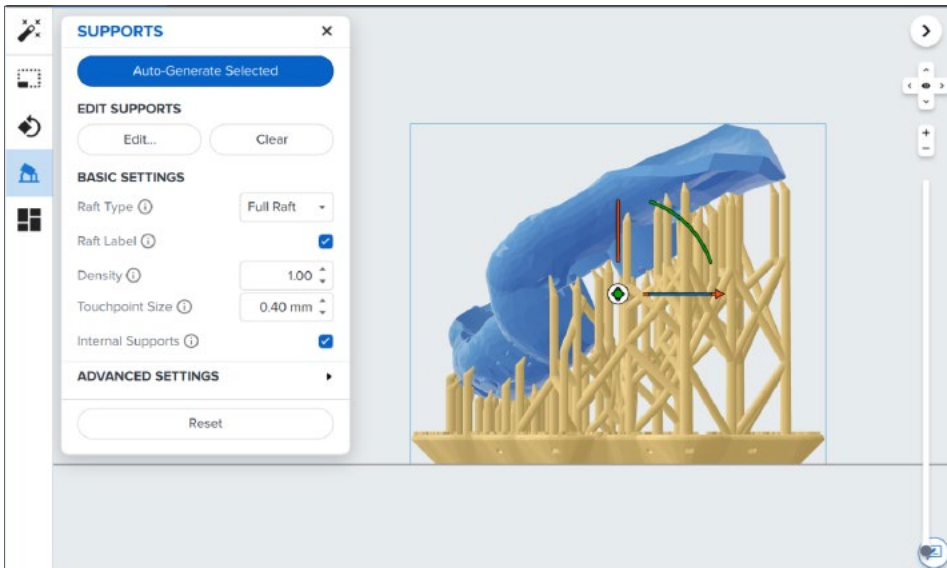 SUPPORTS
Auto-Generate Selected
EDIT SUPPORTS
Edit...
Clear
BASIC SETTINGS
Raft Type
Full Raft
Raft Label
Density
1.00
Touchpoint Size
0.40 mm
Internal Supports
ADVANCED SETTINGS
Reset